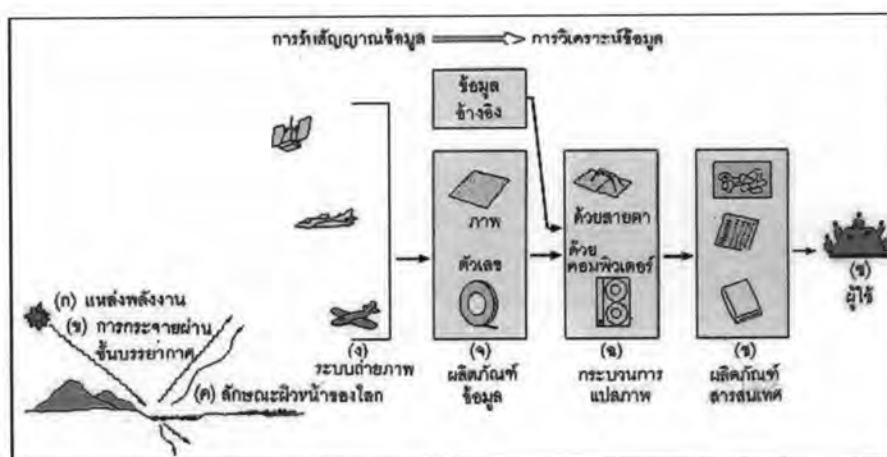 การรับสัญญาณข้อมูล
การวิเคราะห์ข้อมูล
ข้อมูล
อ้างอิง
ภาพ
ตัวเลข
ด้วยสายตา
ด้วย
คอมพิวเตอร์
(ก) แหล่งพลังงาน
(ข) การกระจายผ่าน
ชั้นบรรยากาศ
(ค) ลักษณะผิวหน้าของโลก
(ง)
ระบบถ่ายภาพ
(จ)
ผลิตภัณฑ์
ข้อมูล
(ฉ)
กระบวนการ
แปลภาพ
(ช)
ผลิตภัณฑ์
สารสนเทศ
(ซ)
ผู้ใช้